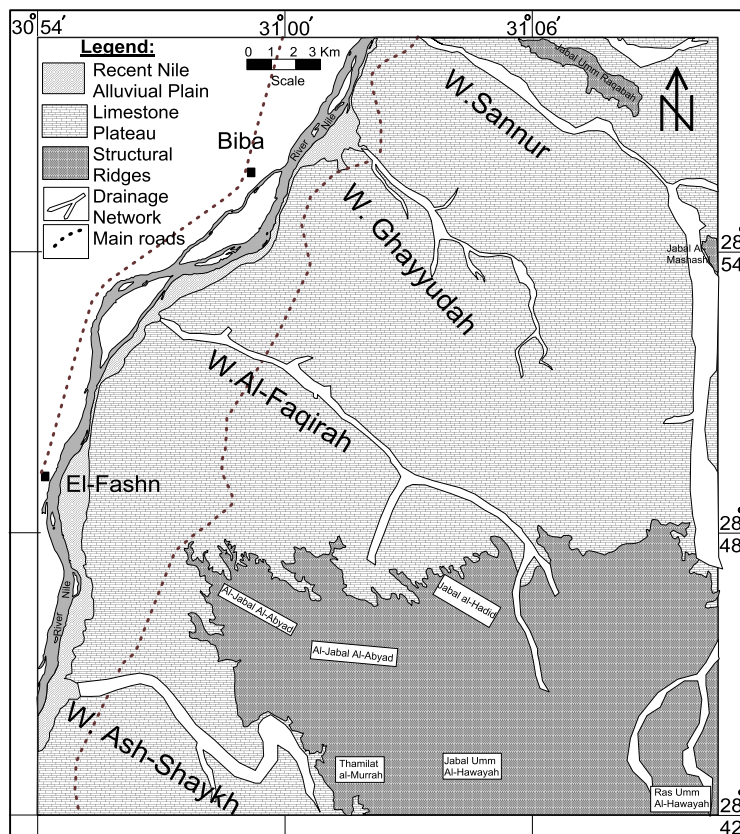 30° 54′
31° 00′
31° 06′
Legend:
Recent Nile
Alluviual Plain
Limestone
Plateau
Structural
Ridges
Drainage
Network
Main roads
0 1 2 3 Km
Scale
N
Jabal Umm Raqabah
W.Sannur
Biba
River Nile
W. Ghayyudah
Jabal Al-
Mashash
28°
54′
W.Al-Faqirah
El-Fashn
28°
48′
River Nile
Al-Jabal Al-Abyad
Jabal al-Hadid
Al-Jabal Al-Abyad
W. Ash-Shaykh
Thamilat
al-Murrah
Jabal Umm
Al-Hawayah
Ras Umm
Al-Hawayah
28°
42′